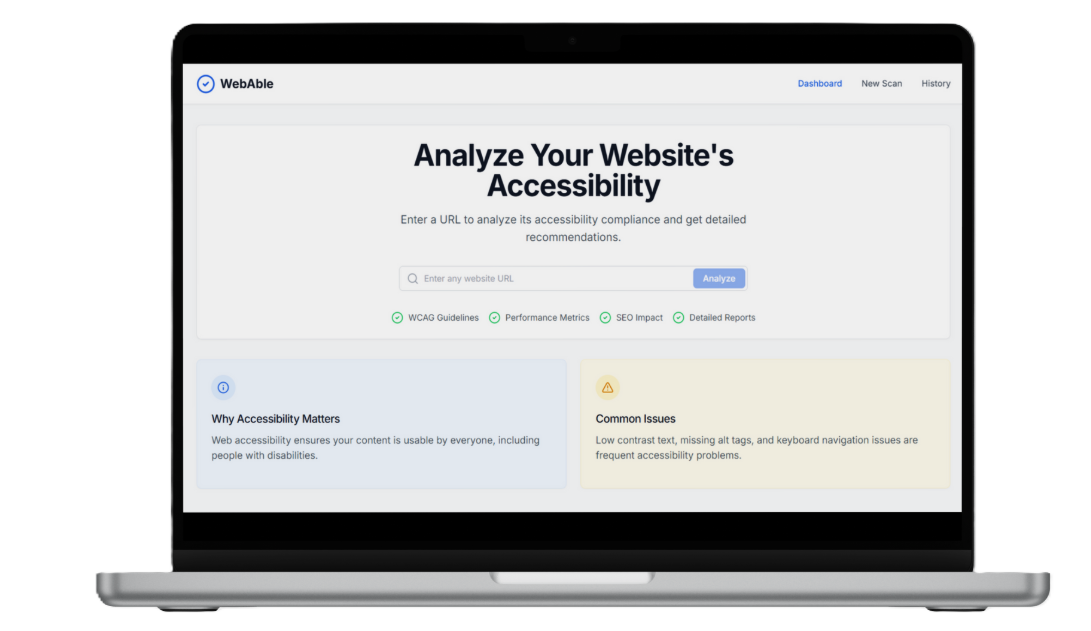 WebAble
Dashboard New Scan History
Analyze Your Website's
Accessibility
Enter a URL to analyze its accessibility compliance and get detailed
recommendations.
Enter any website URL Analyze
WCAG Guidelines Performance Metrics SEO Impact Detailed Reports
Why Accessibility Matters
Web accessibility ensures your content is usable by everyone, including
people with disabilities.
Common Issues
Low contrast text, missing alt tags, and keyboard navigation issues are
frequent accessibility problems.